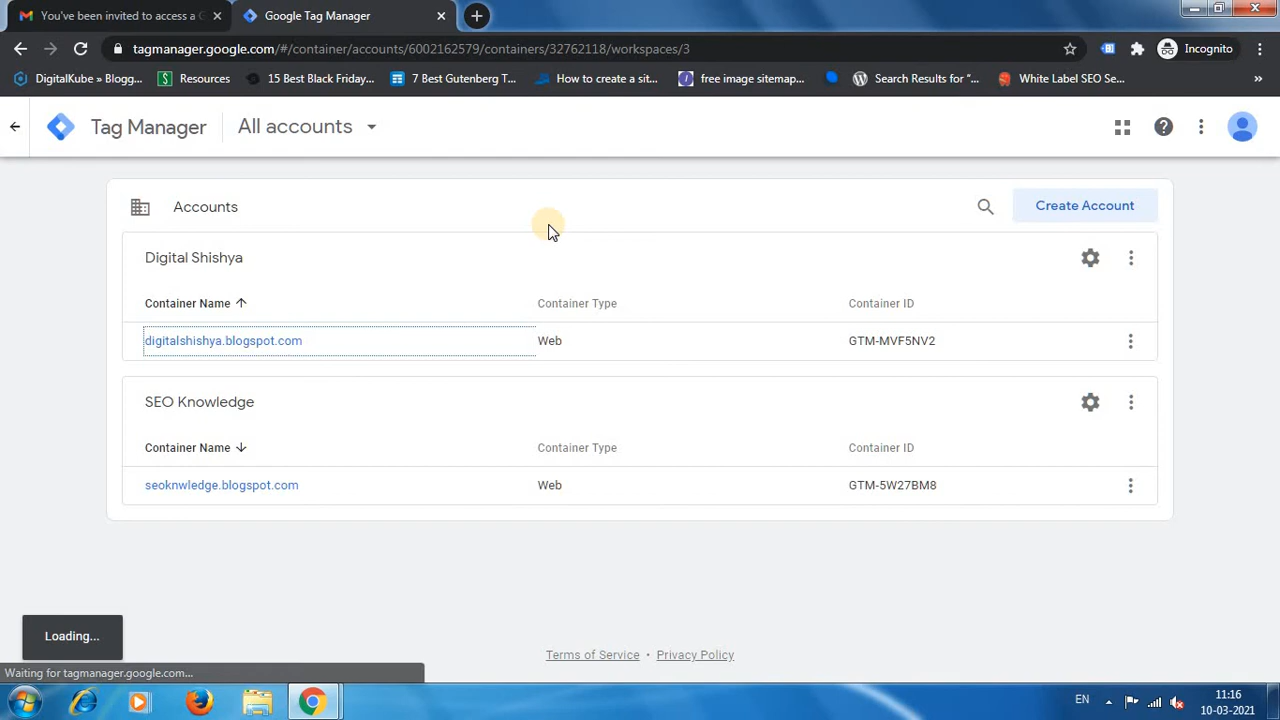 You've been invited to access a G
Google Tag Manager
tagmanager.google.com/#/container/accounts/6002162579/containers/32762118/workspaces/3
Incognito
DigitalKube » Blogg...
Resources
15 Best Black Friday...
7 Best Gutenberg T...
How to create a sit...
free image sitemap...
Search Results for "...
White Label SEO Se...
»
Tag Manager
All accounts
Accounts
Create Account
Digital Shishya
Container Name
Container Type
Container ID
digitalshishya.blogspot.com
Web
GTM-MVF5NV2
SEO Knowledge
Container Name
Container Type
Container ID
seoknwledge.blogspot.com
Web
GTM-5W27BM8
Loading...
Terms of Service • Privacy Policy
Waiting for tagmanager.google.com...
EN
11:16
10-03-2021